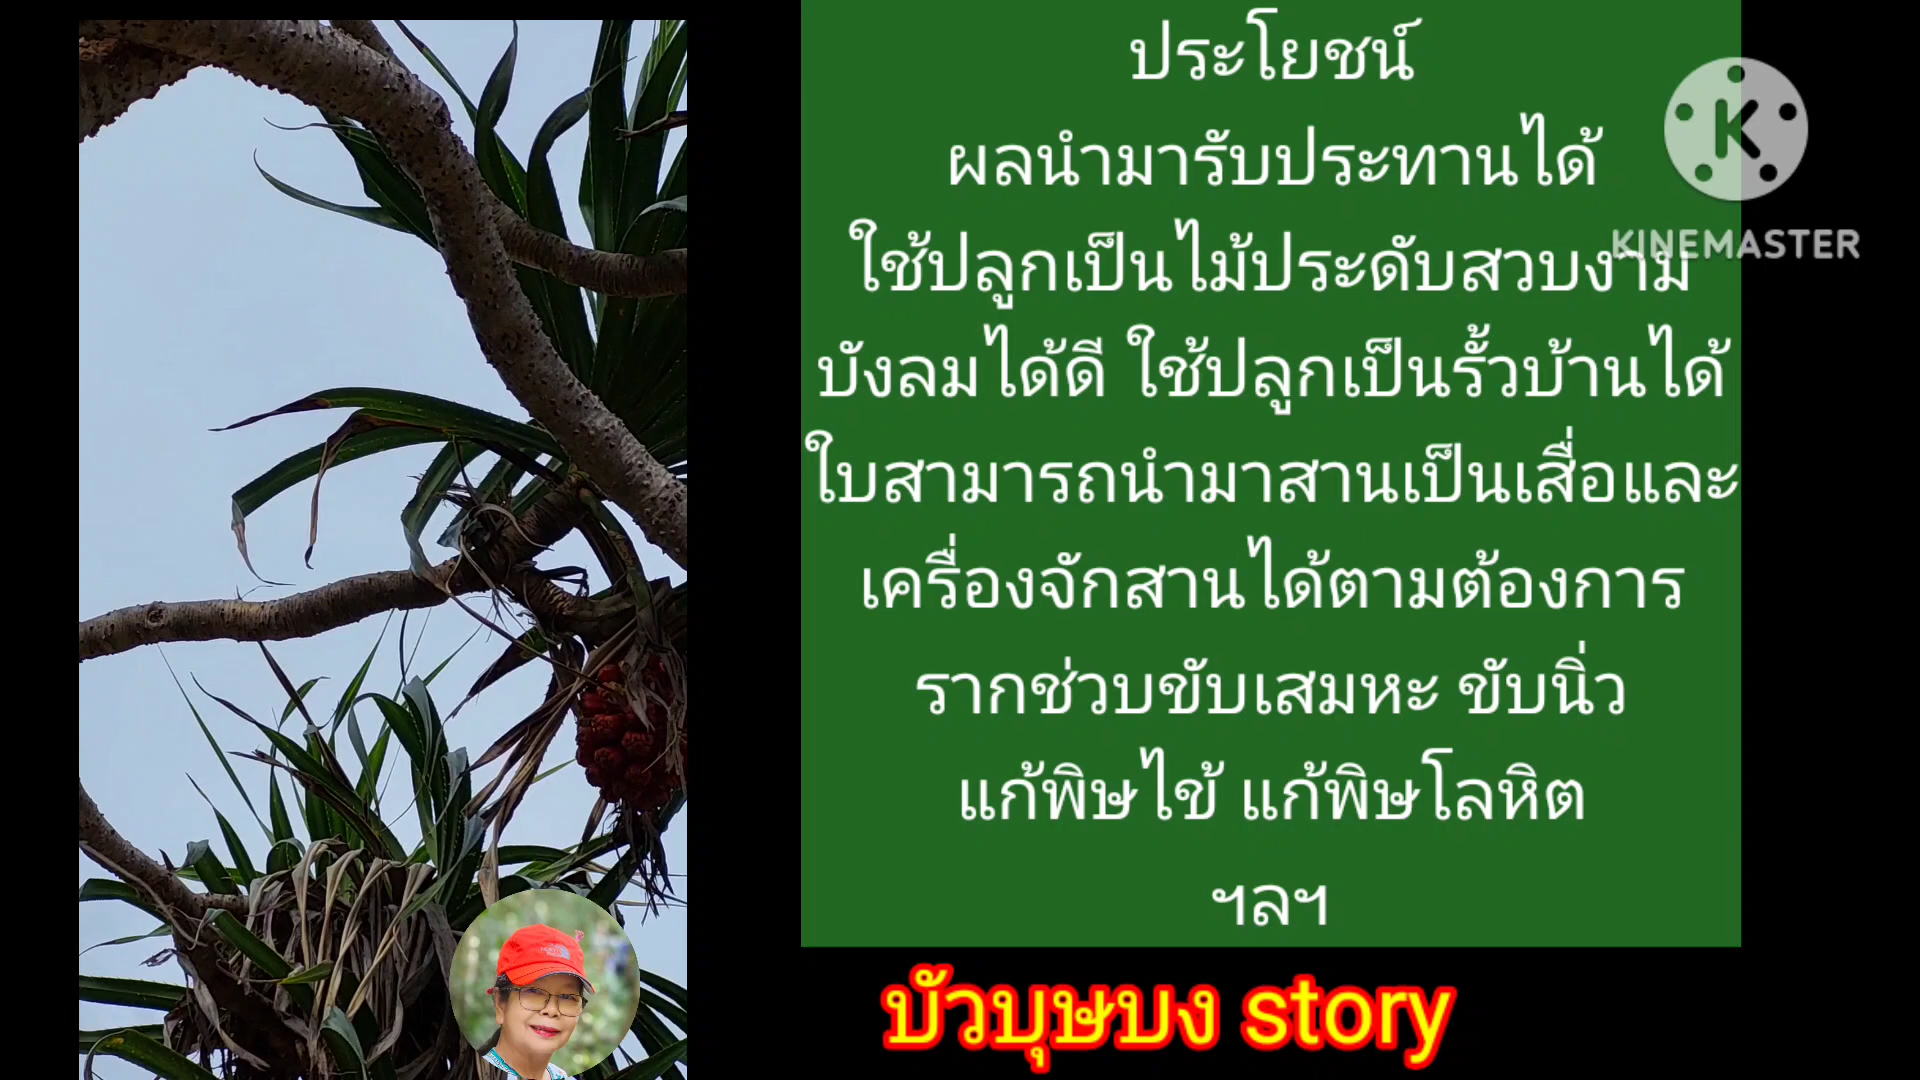 ประโยชน์
ผลนำมารับประทานได้
ใช้ปลูกเป็นไม้ประดับสวบงาม
บังลมได้ดี ใช้ปลูกเป็นรั้วบ้านได้
ใบสามารถนำมาสานเป็นเสื่อและ
เครื่องจักสานได้ตามต้องการ
รากช่วบขับเสมหะ ขับนิ่ว
แก้พิษไข้ แก้พิษโลหิต
ฯลฯ
K
KINEMASTER
บัวบุษบง story